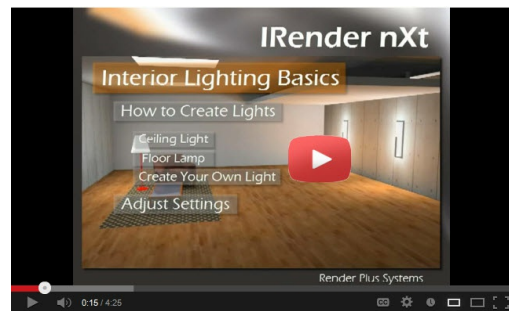 IRender nXt
Interior Lighting Basics
How to Create Lights
Ceiling Light
Floor Lamp
Create Your Own Light
Adjust Settings
Render Plus Systems
0:15 / 4:25